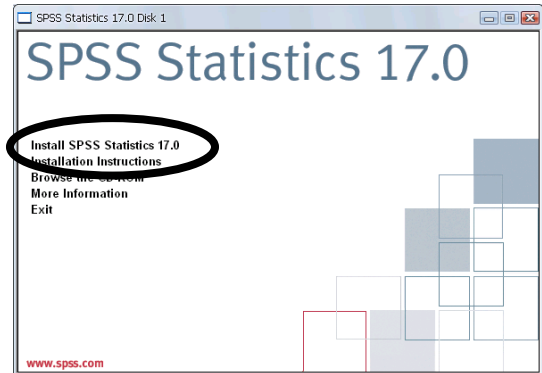 SPSS Statistics 17.0 Disk 1
SPSS Statistics 17.0
Install SPSS Statistics 17.0
Installation Instructions
Browse the CD-ROM
More Information
Exit
www.spss.com